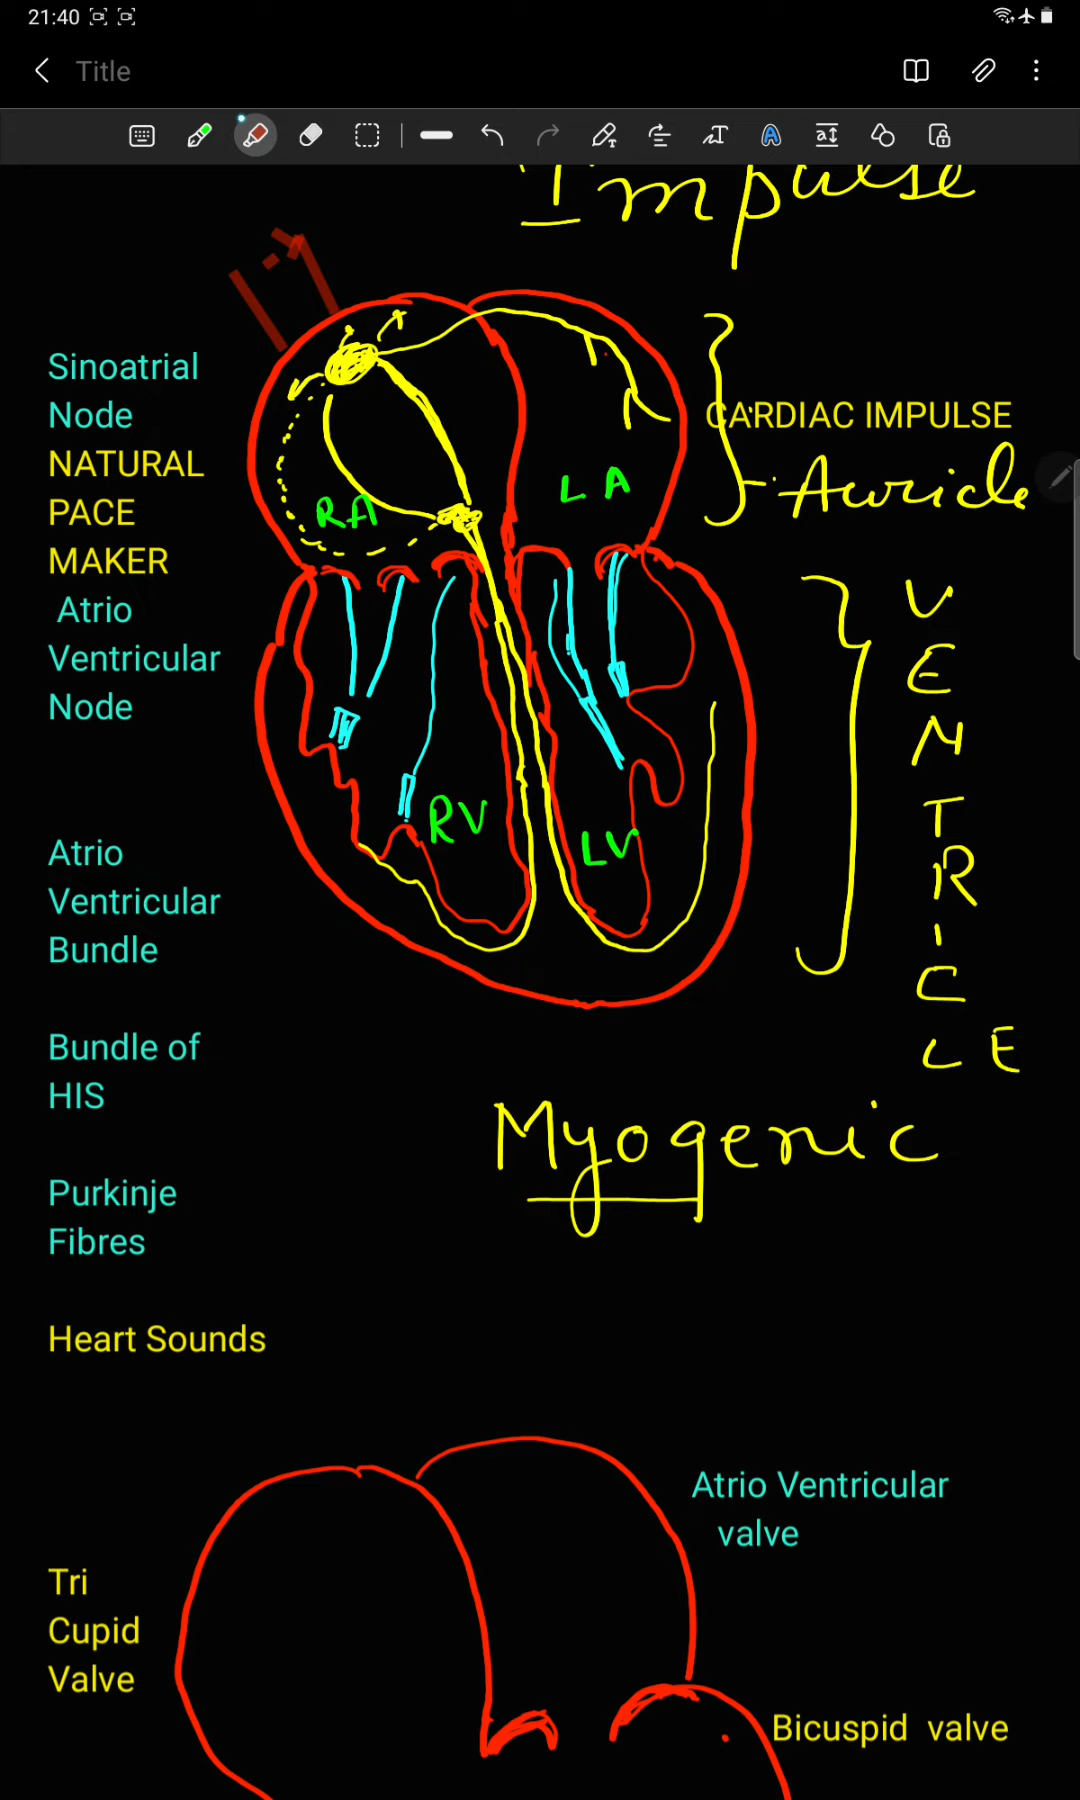 21:40
Title
Impulse
Sinoatrial
Node
NATURAL
PACE
MAKER
Atrio
Ventricular
Node
Atrio
Ventricular
Bundle
Bundle of
HIS
Purkinje
Fibres
Heart Sounds
RA
LA
RV
LV
CARDIAC IMPULSE
Auricle
V
E
N
T
R
I
C
L E
Myogenic
Atrio Ventricular
valve
Tri
Cupid
Valve
Bicuspid valve